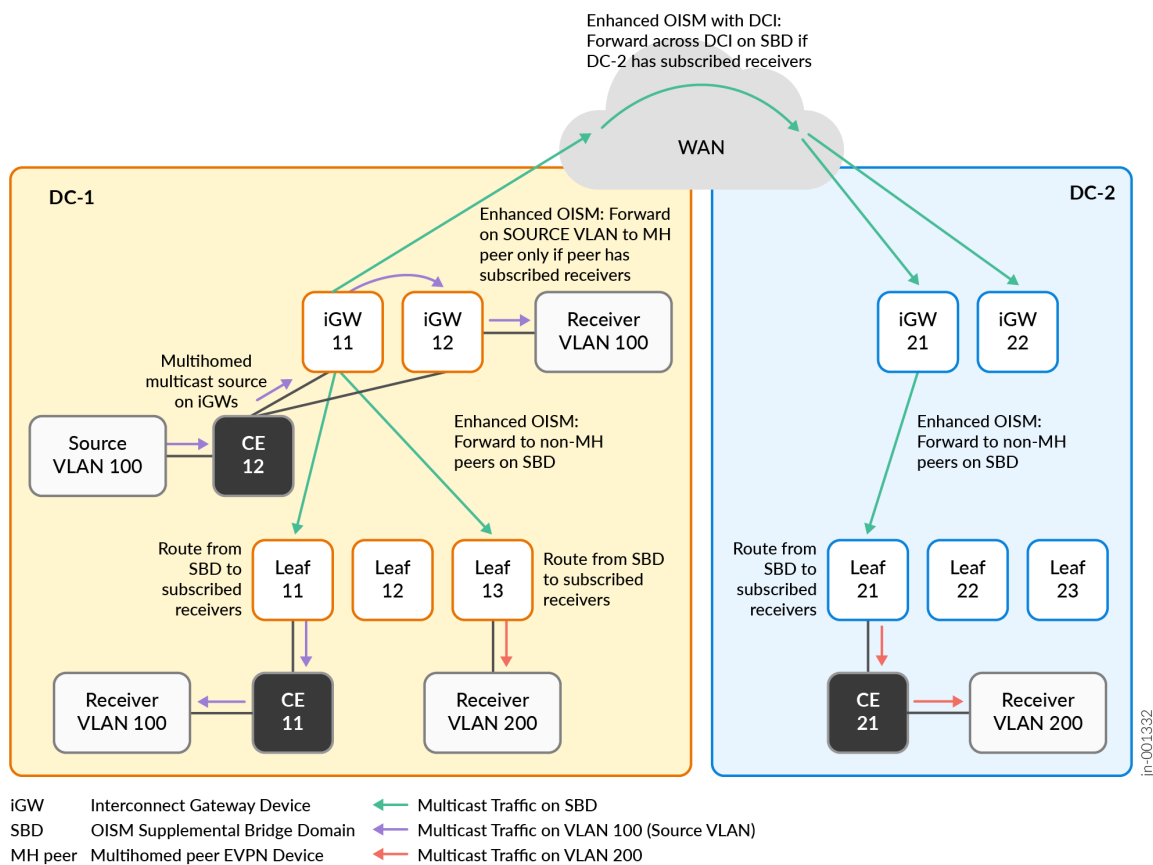 Enhanced OISM with DCI:
Forward across DCI on SBD if
DC-2 has subscribed receivers
WAN
DC-1
DC-2
Enhanced OISM: Forward
on SOURCE VLAN to MH
peer only if peer has
subscribed receivers
iGW
11
iGW
12
Receiver
VLAN 100
iGW
21
iGW
22
Multihomed
multicast source
on iGWs
Source
VLAN 100
CE
12
Enhanced OISM:
Forward to non-MH
peers on SBD
Enhanced OISM:
Forward to non-MH
peers on SBD
Route from
SBD to
subscribed
receivers
Leaf
11
Leaf
12
Leaf
13
Route from SBD
to subscribed
receivers
Route from
SBD to
subscribed
receivers
Leaf
21
Leaf
22
Leaf
23
Receiver
VLAN 100
CE
11
Receiver
VLAN 200
CE
21
Receiver
VLAN 200
in-001332
iGW Interconnect Gateway Device
SBD OISM Supplemental Bridge Domain
MH peer Multihomed peer EVPN Device
Multicast Traffic on SBD
Multicast Traffic on VLAN 100 (Source VLAN)
Multicast Traffic on VLAN 200